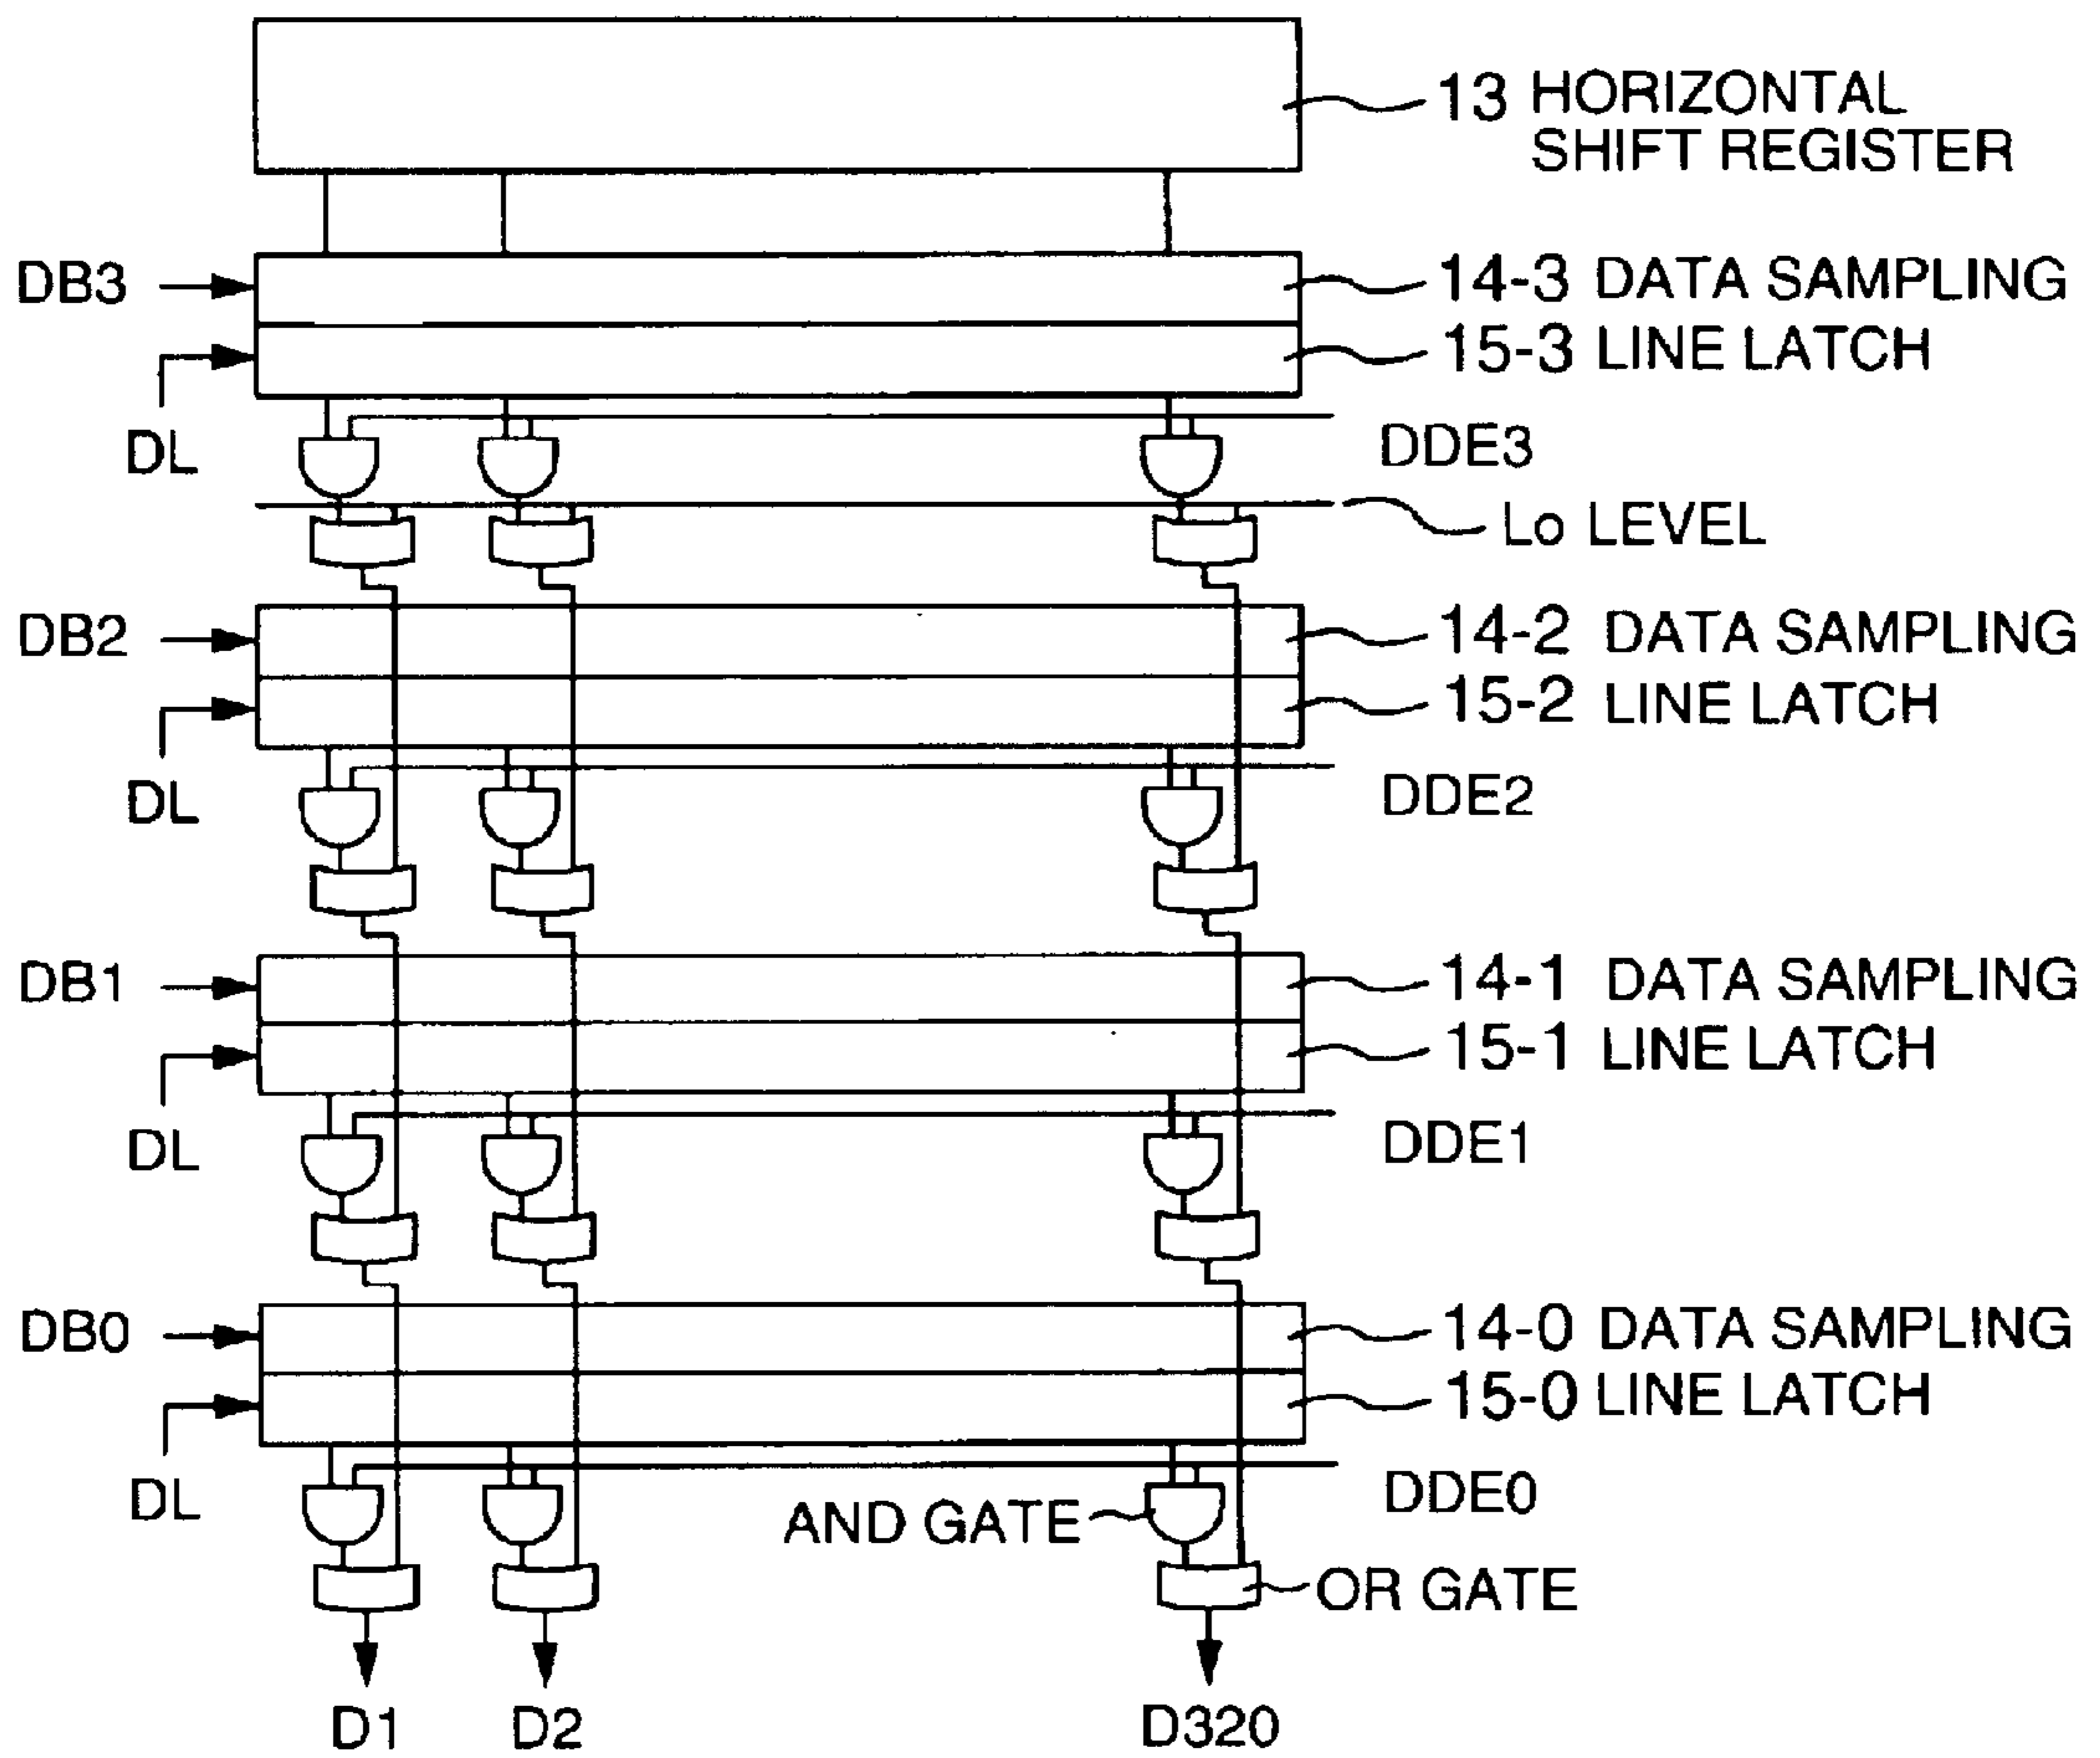 13 HORIZONTAL
SHIFT REGISTER
DB3
14-3 DATA SAMPLING
15-3 LINE LATCH
DL
DDE3
Lo LEVEL
DB2
14-2 DATA SAMPLING
15-2 LINE LATCH
DL
DDE2
DB1
14-1 DATA SAMPLING
15-1 LINE LATCH
DL
DDE1
DB0
14-0 DATA SAMPLING
15-0 LINE LATCH
DL
DDE0
AND GATE
OR GATE
D1
D2
D320